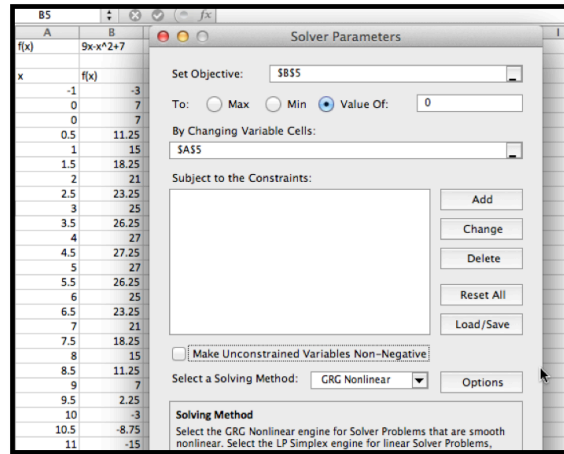 B5 fx
A B I
f(x) 9x-x^2+7
x f(x)
-1 -3
0 7
0 7
0.5 11.25
1 15
1.5 18.25
2 21
2.5 23.25
3 25
3.5 26.25
4 27
4.5 27.25
5 27
5.5 26.25
6 25
6.5 23.25
7 21
7.5 18.25
8 15
8.5 11.25
9 7
9.5 2.25
10 -3
10.5 -8.75
11 -15
Solver Parameters
Set Objective: $B$5
To: Max Min Value Of: 0
By Changing Variable Cells:
$A$5
Subject to the Constraints:
Add
Change
Delete
Reset All
Load/Save
Make Unconstrained Variables Non-Negative
Select a Solving Method: GRG Nonlinear Options
Solving Method
Select the GRG Nonlinear engine for Solver Problems that are smooth
nonlinear. Select the LP Simplex engine for linear Solver Problems,